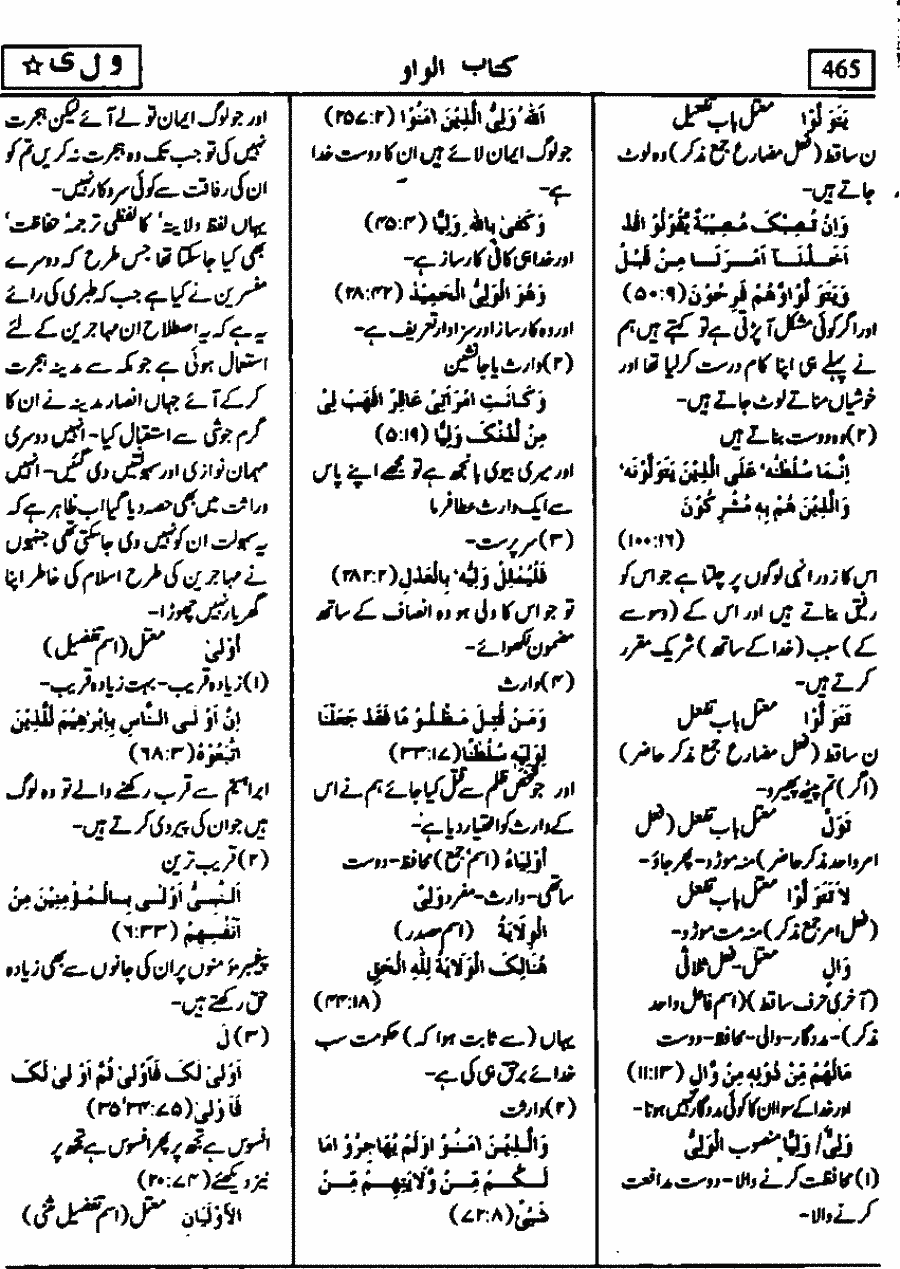 465
کتاب الواو
و ل ی ☆
يَتَوَلَّوْا معتل باب تفعیل
ن ساقط (فعل مضارع جمع مذکر) وہ لوٹ
جاتے ہیں-
وَاِنْ تُصِبْکَ مُصِيْبَةٌ يَّقُوْلُوْا قَدْ
اَخَذْنَآ اَمْرَنَا مِنْ قَبْلُ
وَيَتَوَلَّوْا وَّهُمْ فَرِحُوْنَ (۵۰:۹)
اور اگر کوئی مشکل آ پڑتی ہے تو کہتے ہیں ہم
نے پہلے ہی اپنا کام درست کر لیا تھا اور
خوشیاں مناتے لوٹ جاتے ہیں-
(۲) وہ دوست بناتے ہیں
اِنَّمَا سُلْطٰنُهٗ عَلَى الَّذِيْنَ يَتَوَلَّوْنَهٗ
وَالَّذِيْنَ هُمْ بِهٖ مُشْرِکُوْنَ
(۱۰۰:۱۶)
اس کا زور انہی لوگوں پر چلتا ہے جو اس کو
رفیق بناتے ہیں اور اس کے (وسوسے
کے) سبب (خدا کے ساتھ) شریک مقرر
کرتے ہیں-
تَتَوَلَّوْا معتل باب تفعل
ن ساقط (فعل مضارع جمع مذکر حاضر)
(اگر) تم پیٹھ پھیرو-
تَوَلَّ معتل باب تفعل (فعل
امر واحد مذکر حاضر) منہ موڑو- پھر جاؤ-
لَا تَتَوَلَّوْا معتل باب تفعل
(فعل امر جمع مذکر) منہ مت موڑو-
وَالٍ معتل- فعل ثلاثی
(آخری حرف ساقط) (اسم فاعل واحد
مذکر)- مددگار- والی- محافظ- دوست
مَالَهُمْ مِّنْ دُوْنِهٖ مِنْ وَّالٍ (۱۱:۱۳)
اور خدا کے سوا ان کا کوئی مددگار نہیں ہوتا-
وَلِيٌّ/ وَلِيًّا منصوب الْوَلِيُّ
(۱) محافظت کرنے والا- دوست مدافعت
کرنے والا-
اَللهُ وَلِيُّ الَّذِيْنَ اٰمَنُوْا (۲۵۷:۲)
جو لوگ ایمان لائے ہیں ان کا دوست خدا
ہے-
وَکَفٰى بِاللهِ وَلِيًّا (۴۵:۴)
اور خدا ہی کافی کارساز ہے-
وَهُوَ الْوَلِيُّ الْحَمِيْدُ (۲۸:۴۲)
اور وہ کارساز اور سزاوار تعریف ہے-
(۲) وارث یا جانشین
وَکَانَتِ امْرَاَتِىْ عَاقِرًا فَهَبْ لِىْ
مِنْ لَّدُنْکَ وَلِيًّا (۵:۱۹)
اور میری بیوی بانجھ ہے تو مجھے اپنے پاس
سے ایک وارث عطا فرما
(۳) سرپرست-
فَلْيُمْلِلْ وَلِيُّهٗ بِالْعَدْلِ (۲۸۲:۲)
تو جو اس کا ولی ہو وہ انصاف کے ساتھ
مضمون لکھوائے-
(۴) وارث
وَمَنْ قُتِلَ مَظْلُوْمًا فَقَدْ جَعَلْنَا
لِوَلِيِّهٖ سُلْطٰنًا (۳۳:۱۷)
اور جو شخص ظلم سے قتل کیا جائے ہم نے اس
کے وارث کو اختیار دیا ہے-
اَوْلِيَاءُ (اسم جمع) محافظ- دوست
ساتھی- وارث- مفرد وَلِيٌّ
الْوَلَايَةُ (اسم مصدر)
هُنَالِکَ الْوَلَايَةُ لِلّٰهِ الْحَقِّ
(۴۴:۱۸)
یہاں (سے ثابت ہوا کہ) حکومت سب
خدائے برحق ہی کی ہے-
(۲) وارثت
وَالَّذِيْنَ اٰمَنُوْا وَلَمْ يُهَاجِرُوْا مَا
لَکُمْ مِّنْ وَّلَايَتِهِمْ مِّنْ
شَىْءٍ (۷۲:۸)
اور جو لوگ ایمان تو لے آئے لیکن ہجرت
نہیں کی تو جب تک وہ ہجرت نہ کریں تم کو
ان کی رفاقت سے کوئی سروکار نہیں-
یہاں لفظ ولایتہ' کا لفظی ترجمہ' حفاظت'
بھی کیا جا سکتا تھا جس طرح کہ دوسرے
مفسرین نے کیا ہے جب کہ طبری کی رائے
یہ ہے کہ یہ اصطلاح ان مہاجرین کے لئے
استعمال ہوئی ہے جو مکہ سے مدینہ ہجرت
کر کے آئے جہاں انصار مدینہ نے ان کا
گرم جوشی سے استقبال کیا- انہیں دوسری
مہمان نوازی اور سہولتیں دی گئیں- انہیں
وراثت میں بھی حصہ دیا گیا اب ظاہر ہے کہ
یہ سہولت ان کو نہیں دی جا سکتی تھی جنہوں
نے مہاجرین کی طرح اسلام کی خاطر اپنا
گھر بار نہیں چھوڑا-
اَوْلٰى معتل (اسم تفضیل)
(۱) زیادہ قریب- بہت زیادہ قریب-
اِنَّ اَوْلَى النَّاسِ بِاِبْرٰهِيْمَ لَلَّذِيْنَ
اتَّبَعُوْهُ (۶۸:۳)
ابراہیمؑ سے قرب رکھنے والے تو وہ لوگ
ہیں جو ان کی پیروی کرتے ہیں-
(۲) قریب ترین
اَلنَّبِىُّ اَوْلٰى بِالْمُؤْمِنِيْنَ مِنْ
اَنْفُسِهِمْ (۶:۳۳)
پیغمبر مؤمنوں پر ان کی جانوں سے بھی زیادہ
حق رکھتے ہیں-
(۳) لَ
اَوْلٰى لَکَ فَاَوْلٰى ثُمَّ اَوْلٰى لَکَ
فَاَوْلٰى (۷۵:۳۴'۳۵)
افسوس ہے تجھ پر پھر افسوس ہے تجھ پر
نیز دیکھئے (۲۰:۷۴)
الْاَوْلَيَانِ معتل (اسم تفضیل مثنی)